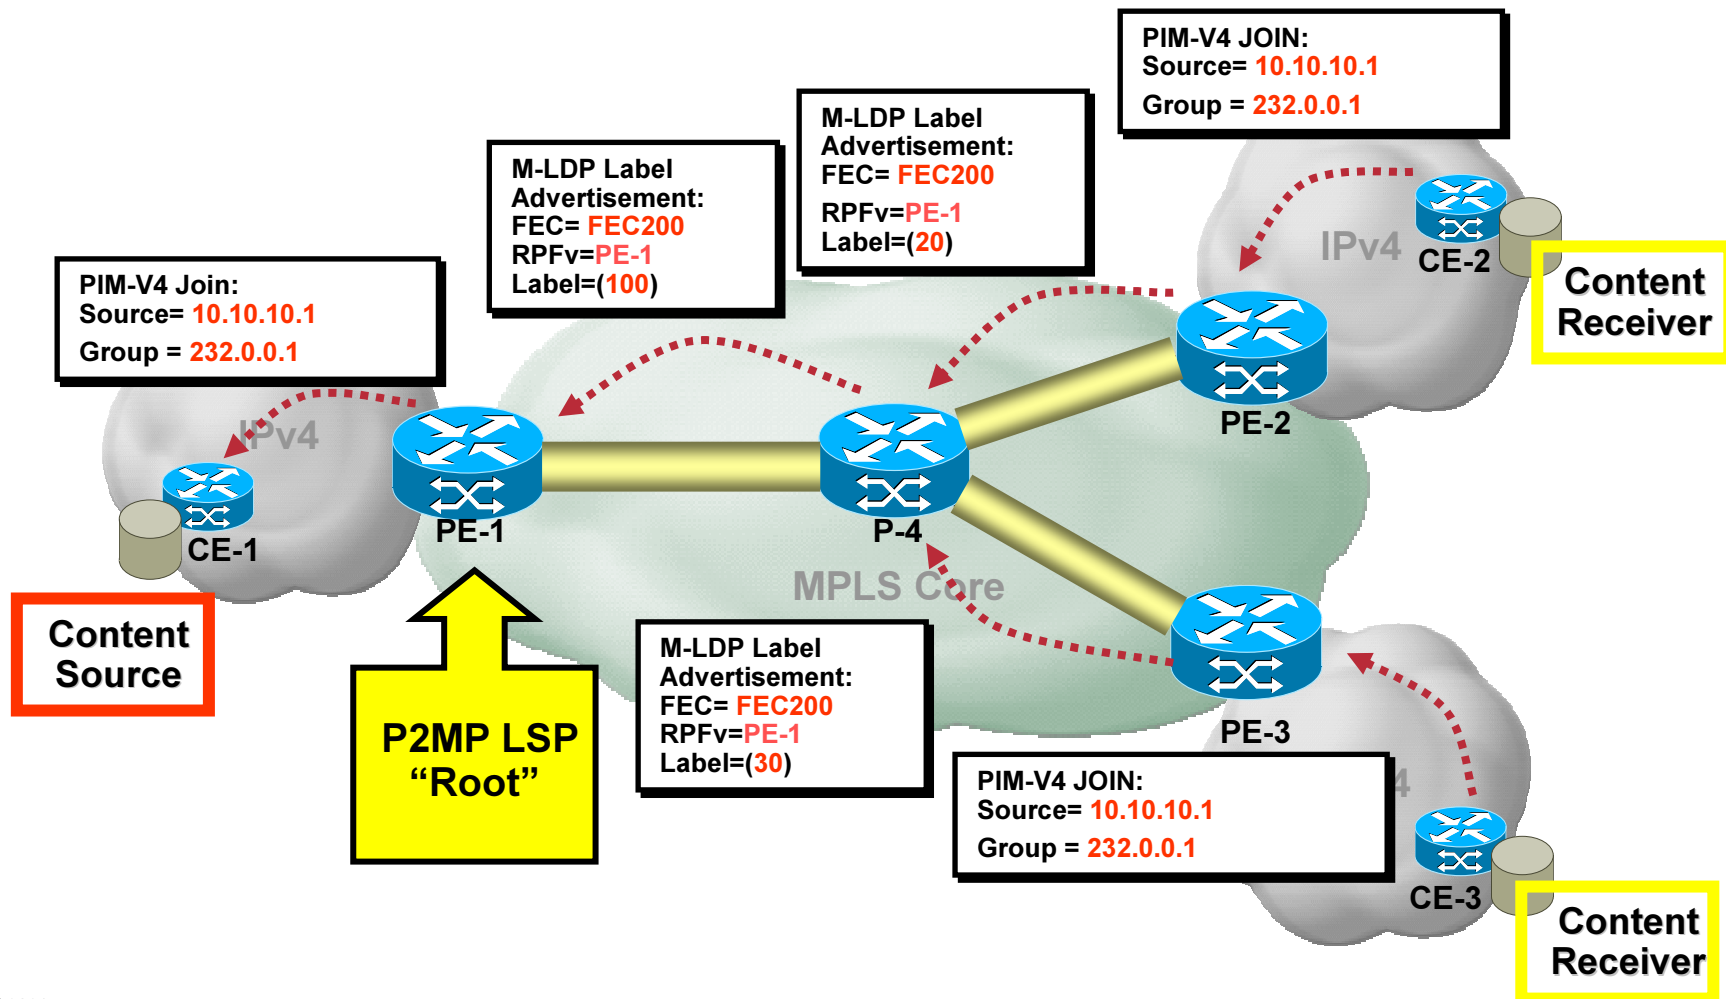 PIM-V4 JOIN:
Source= 10.10.10.1
Group = 232.0.0.1
M-LDP Label
Advertisement:
FEC= FEC200
RPFv=PE-1
Label=(20)
M-LDP Label
Advertisement:
FEC= FEC200
RPFv=PE-1
Label=(100)
PIM-V4 Join:
Source= 10.10.10.1
Group = 232.0.0.1
IPv4
CE-2
Content
Receiver
PE-2
IPv4
PE-1
P-4
CE-1
MPLS Core
Content
Source
P2MP LSP
“Root”
M-LDP Label
Advertisement:
FEC= FEC200
RPFv=PE-1
Label=(30)
PE-3
PIM-V4 JOIN:
Source= 10.10.10.1
Group = 232.0.0.1
4
CE-3
Content
Receiver